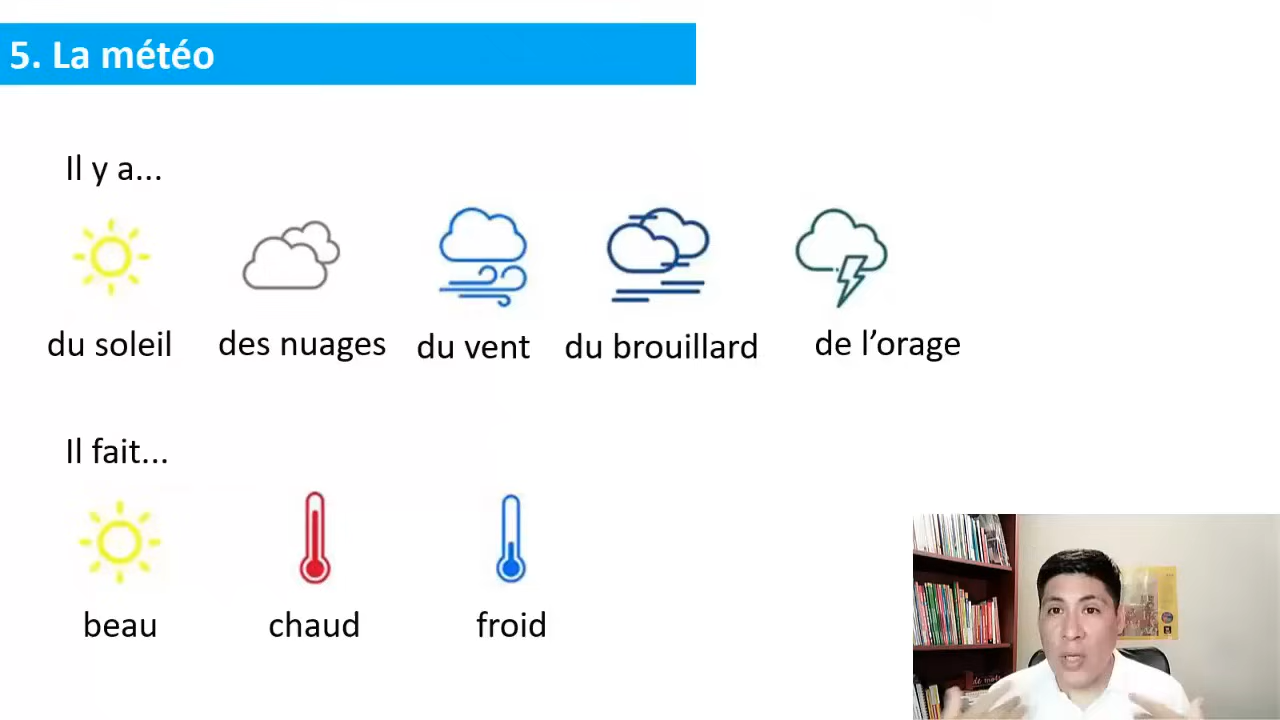 5. La météo
Il y a...
du soleil
des nuages
du vent
du brouillard
de l’orage
Il fait...
beau
chaud
froid